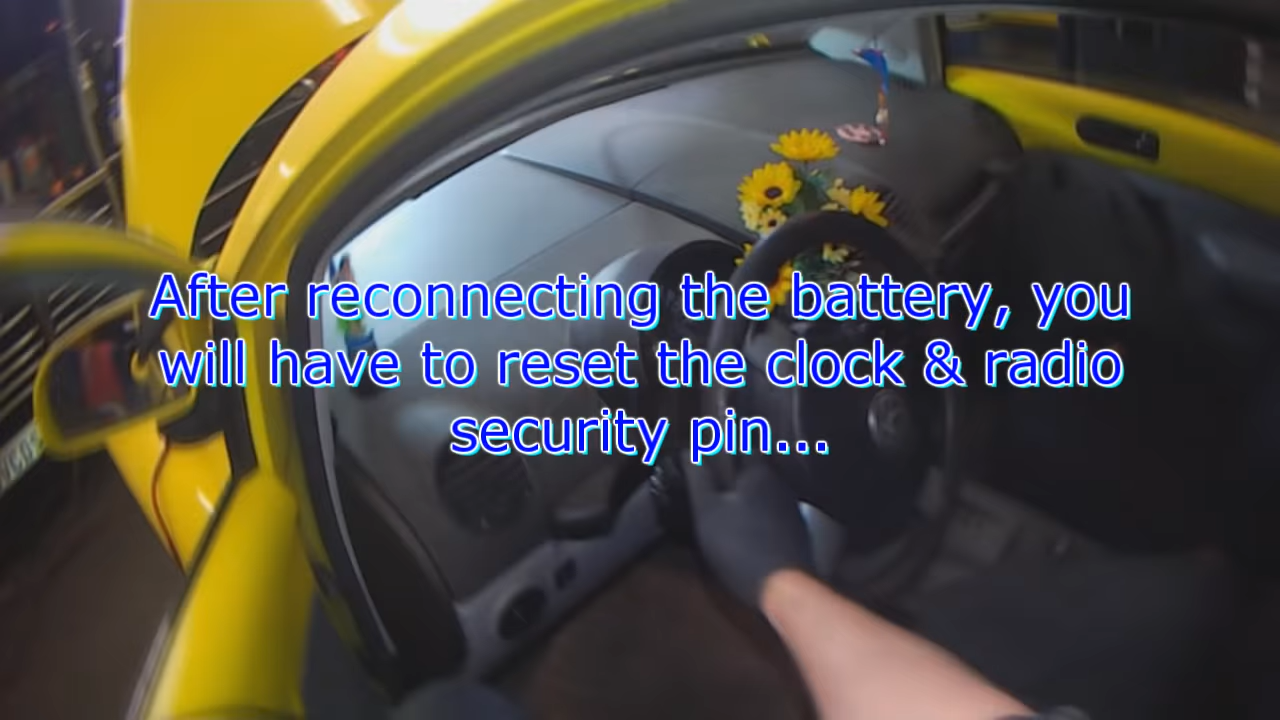 After reconnecting the battery, you
will have to reset the clock & radio
security pin...